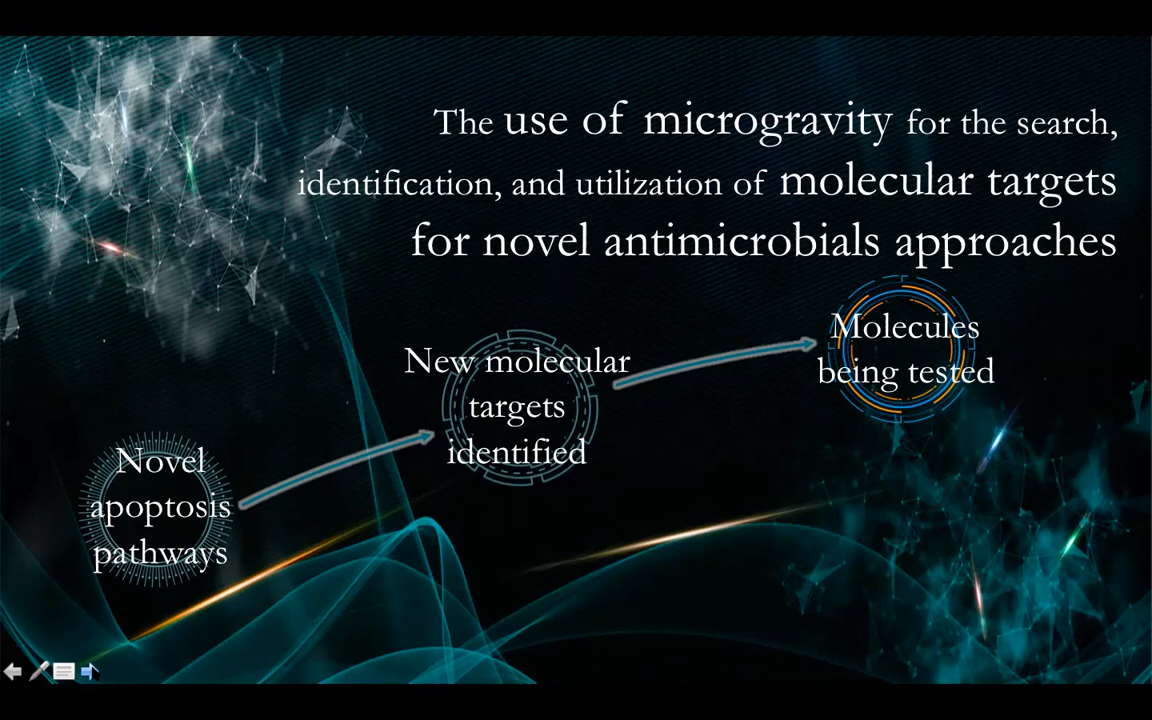 The use of microgravity for the search,
identification, and utilization of molecular targets
for novel antimicrobials approaches
Molecules
being tested
New molecular
targets
identified
Novel
apoptosis
pathways